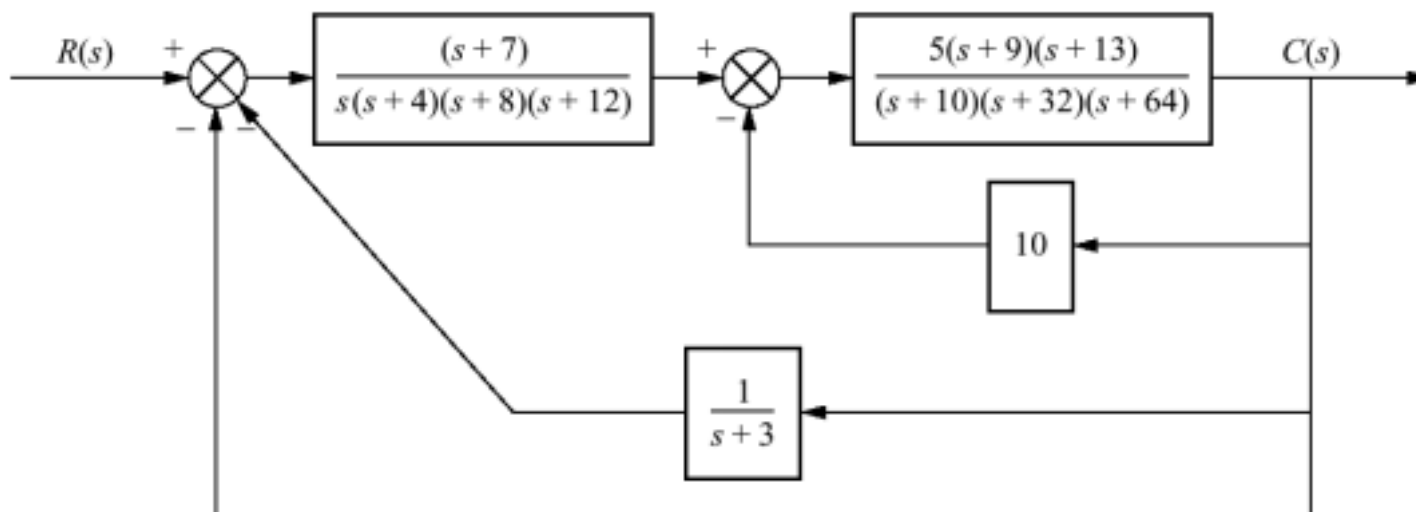 R(s)
+
−
−
(s + 7)
s(s + 4)(s + 8)(s + 12)
+
−
5(s + 9)(s + 13)
(s + 10)(s + 32)(s + 64)
C(s)
10
1
s + 3